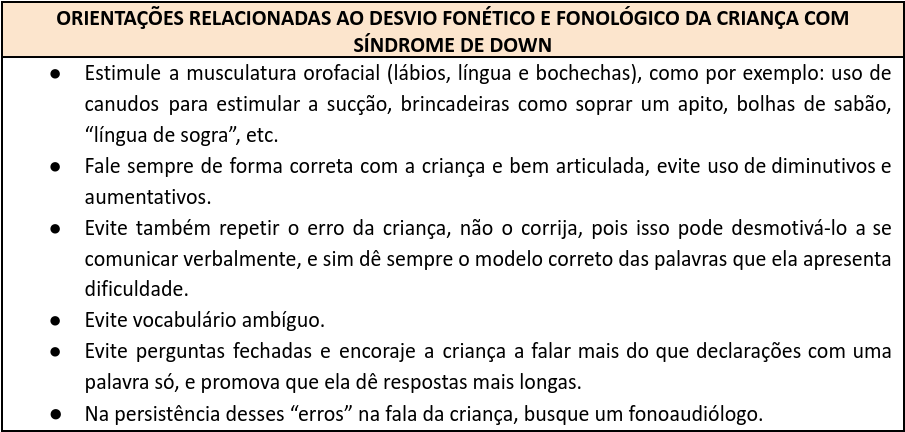 ORIENTAÇÕES RELACIONADAS AO DESVIO FONÉTICO E FONOLÓGICO DA CRIANÇA COM
SÍNDROME DE DOWN
● Estimule a musculatura orofacial (lábios, língua e bochechas), como por exemplo: uso de
canudos para estimular a sucção, brincadeiras como soprar um apito, bolhas de sabão,
“língua de sogra”, etc.
● Fale sempre de forma correta com a criança e bem articulada, evite uso de diminutivos e
aumentativos.
● Evite também repetir o erro da criança, não o corrija, pois isso pode desmotivá-lo a se
comunicar verbalmente, e sim dê sempre o modelo correto das palavras que ela apresenta
dificuldade.
● Evite vocabulário ambíguo.
● Evite perguntas fechadas e encoraje a criança a falar mais do que declarações com uma
palavra só, e promova que ela dê respostas mais longas.
● Na persistência desses “erros” na fala da criança, busque um fonoaudiólogo.